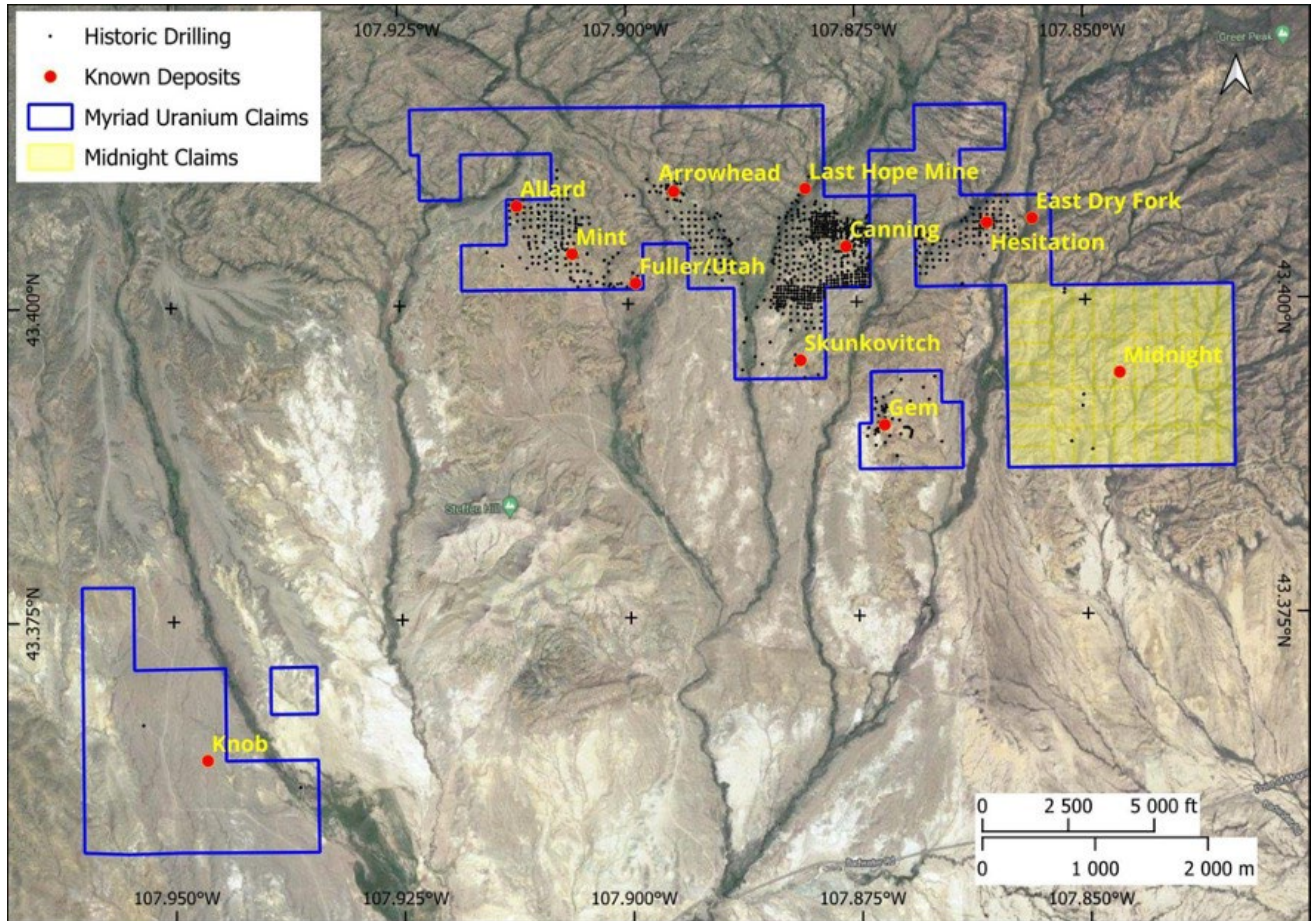 Historic Drilling
Known Deposits
Myriad Uranium Claims
Midnight Claims
107.925°W
107.900°W
107.875°W
107.850°W
Greer Peak
Allard
Arrowhead
Last Hope Mine
East Dry Fork
Mint
Canning
Hesitation
Fuller/Utah
43.400°N
43.400°N
Skunkovitch
Midnight
Gem
Steffen Hill
43.375°N
43.375°N
Knob
0 2 500 5 000 ft
0 1 000 2 000 m
Badwater Rd
107.950°W
107.925°W
107.900°W
107.875°W
107.850°W